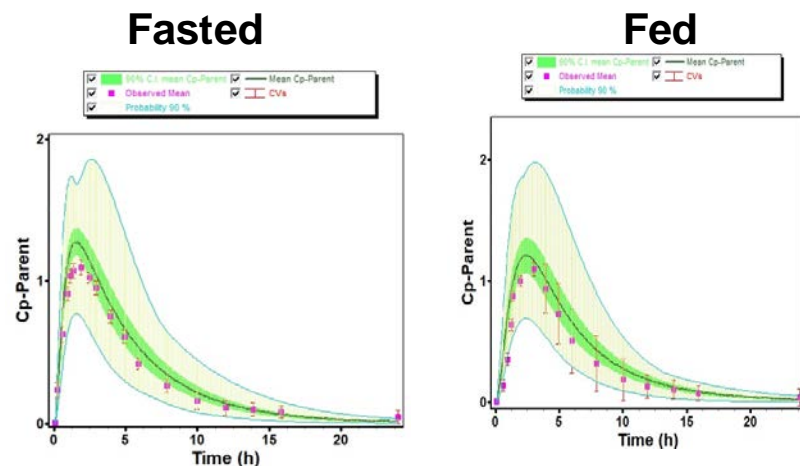 Fasted
90% C.I. mean Cp-Parent Mean Cp-Parent
Observed Mean CVs
Probability 90 %
2
1
0
Cp-Parent
0 5 10 15 20
Time (h)
Fed
90% C.I. mean Cp-Parent Mean Cp-Parent
Observed Mean CVs
Probability 90 %
2
1
0
Cp-Parent
0 5 10 15 20
Time (h)